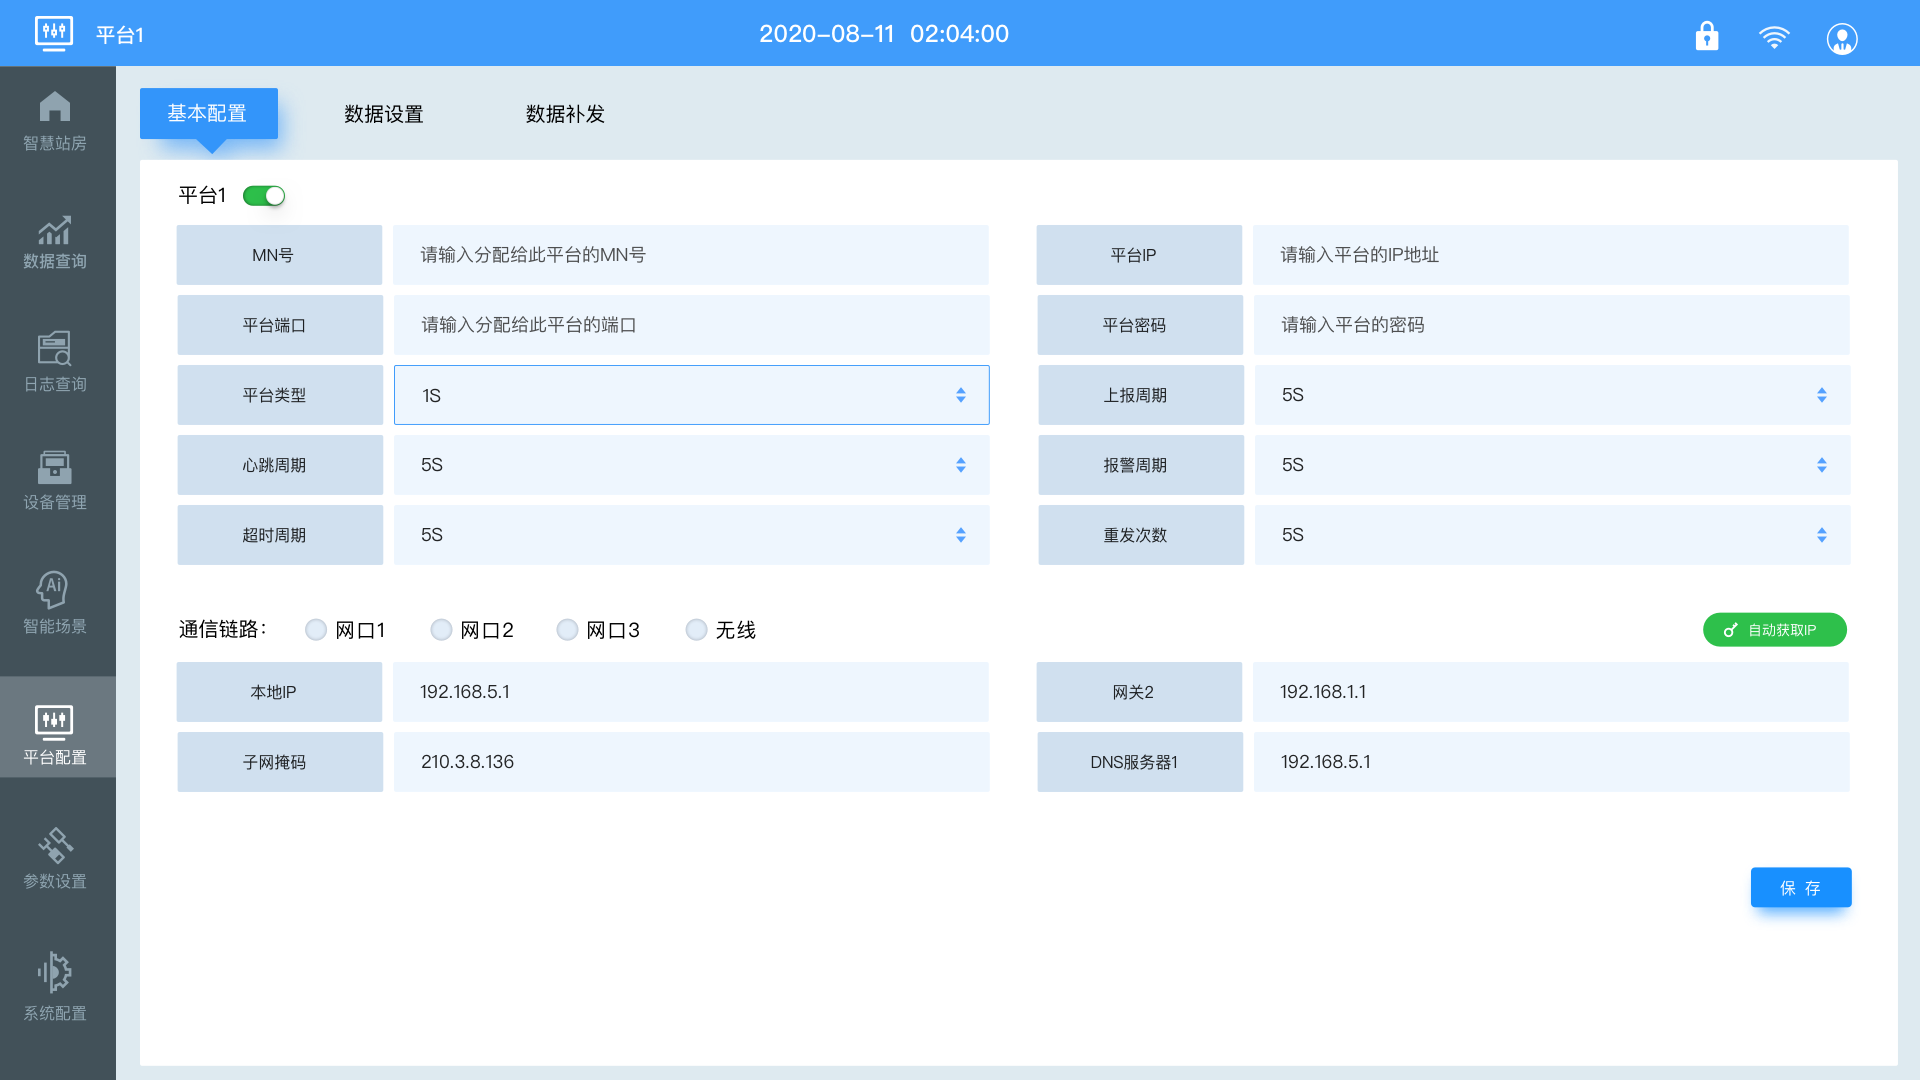 平台1
2020-08-11 02:04:00
智慧站房
数据查询
日志查询
设备管理
Ai
智能场景
平台配置
参数设置
系统配置
基本配置 数据设置 数据补发
平台1
MN号 请输入分配给此平台的MN号 平台IP 请输入平台的IP地址
平台端口 请输入分配给此平台的端口 平台密码 请输入平台的密码
平台类型 1S 上报周期 5S
心跳周期 5S 报警周期 5S
超时周期 5S 重发次数 5S
通信链路： 网口1 网口2 网口3 无线 自动获取IP
本地IP 192.168.5.1 网关2 192.168.1.1
子网掩码 210.3.8.136 DNS服务器1 192.168.5.1
保 存